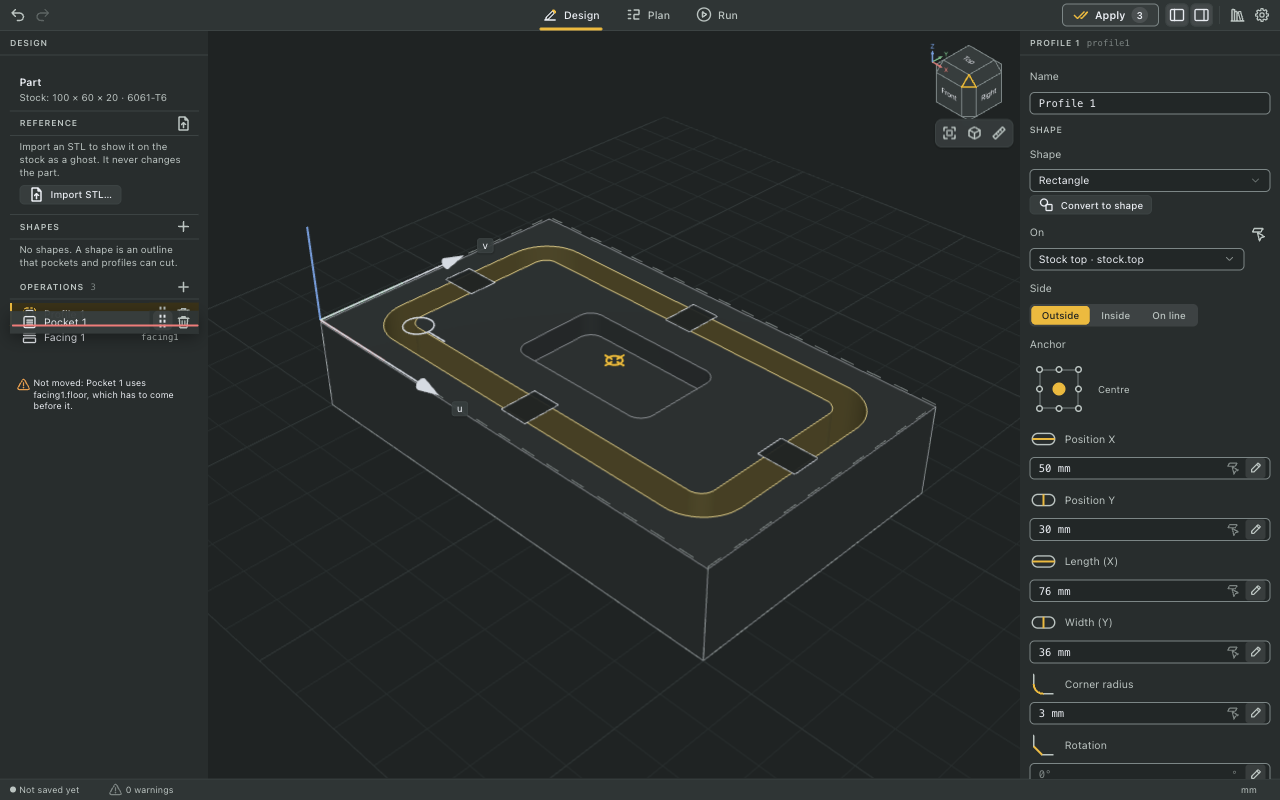 Design
Plan
Run
Apply 3
DESIGN
Part
Stock: 100 × 60 × 20 · 6061-T6
REFERENCE
Import an STL to show it on the
stock as a ghost. It never changes
the part.
Import STL...
SHAPES
No shapes. A shape is an outline
that pockets and profiles can cut.
OPERATIONS 3
Pocket 1
Facing 1 facing1
Not moved: Pocket 1 uses
facing1.floor, which has to come
before it.
v
u
Z
Y
X
Top
Front
Right
PROFILE 1 profile1
Name
Profile 1
SHAPE
Shape
Rectangle
Convert to shape
On
Stock top · stock.top
Side
Outside
Inside
On line
Anchor
Centre
Position X
50 mm
Position Y
30 mm
Length (X)
76 mm
Width (Y)
36 mm
Corner radius
3 mm
Rotation
0° °
Not saved yet
0 warnings
mm